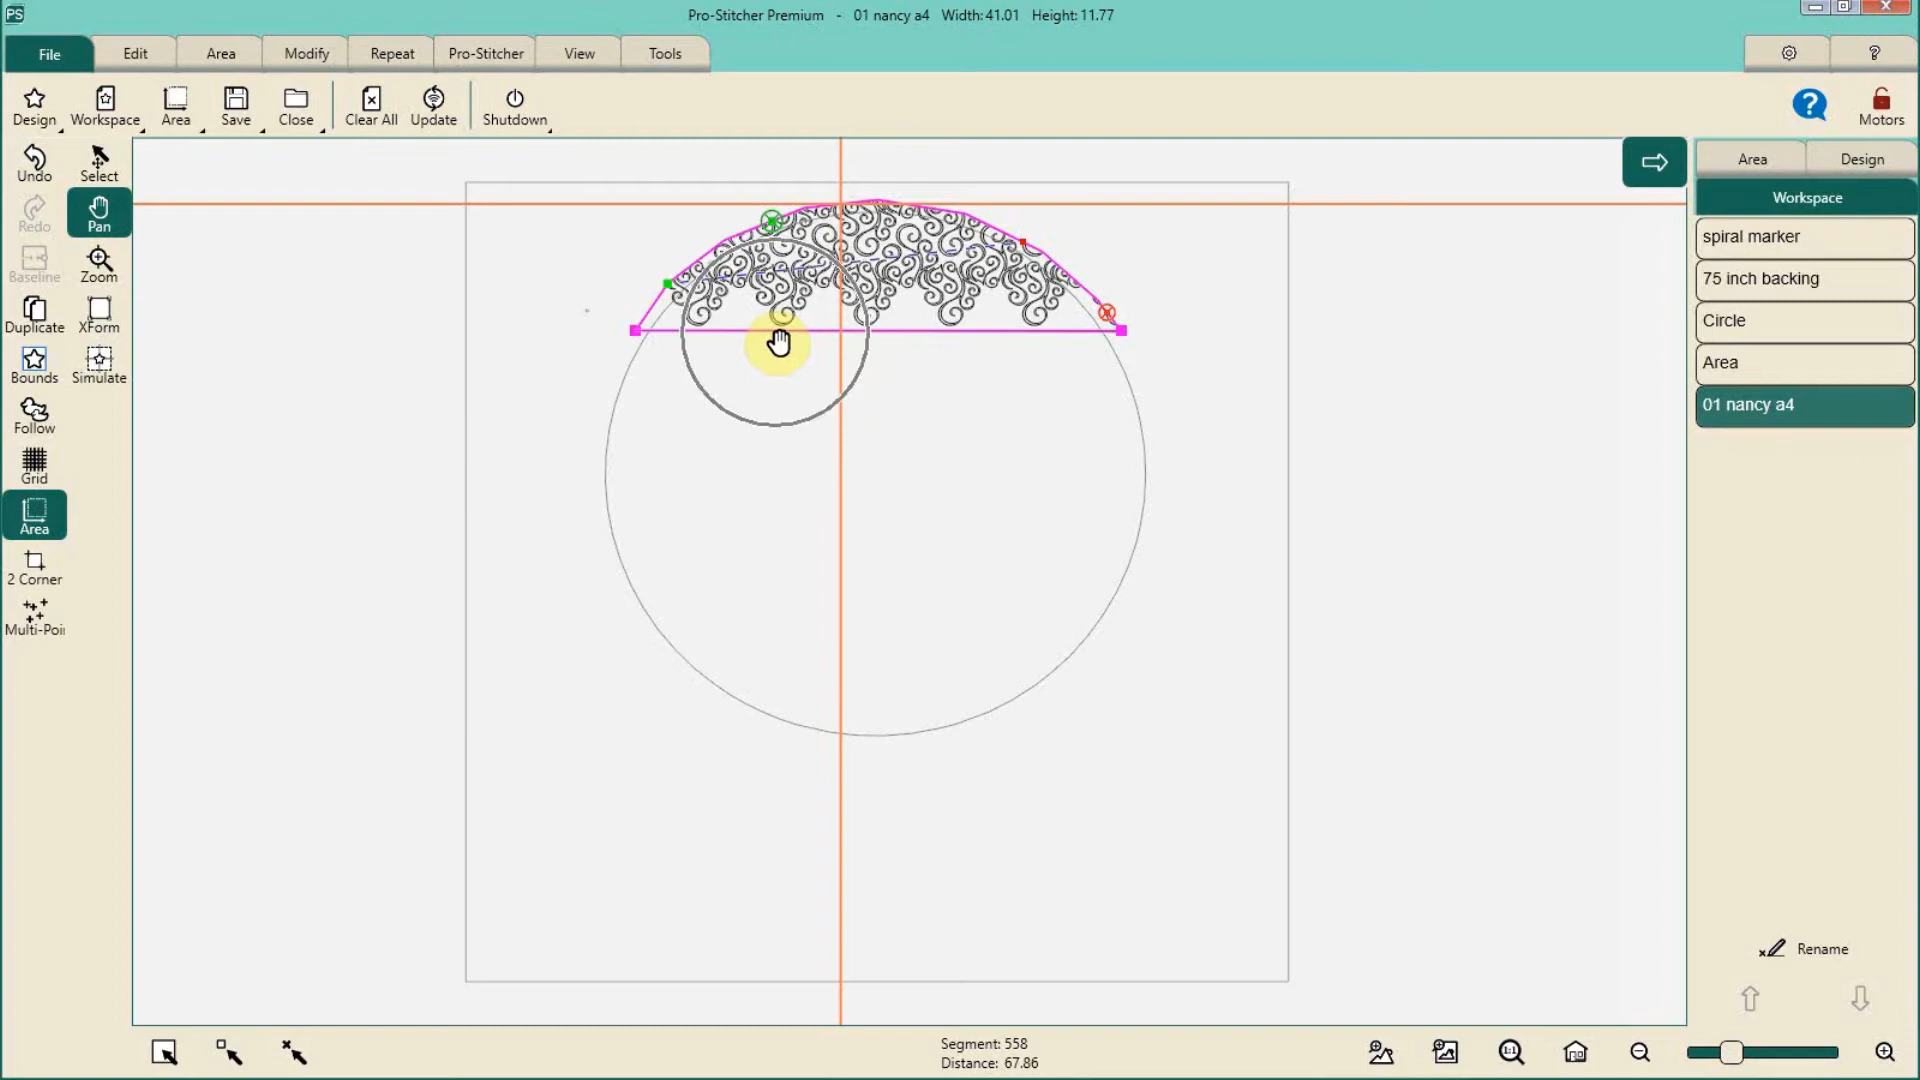 PS
Pro-Stitcher Premium - 01 nancy a4 Width: 41.01 Height: 11.77
File Edit Area Modify Repeat Pro-Stitcher View Tools ?
Design Workspace Area Save Close Clear All Update Shutdown ? Motors
Undo Select
Redo Pan
Baseline Zoom
Duplicate XForm
Bounds Simulate
Follow
Grid
Area
2 Corner
Multi-Poi
Area Design
Workspace
spiral marker
75 inch backing
Circle
Area
01 nancy a4
Rename
Segment: 558
Distance: 67.86
1:1